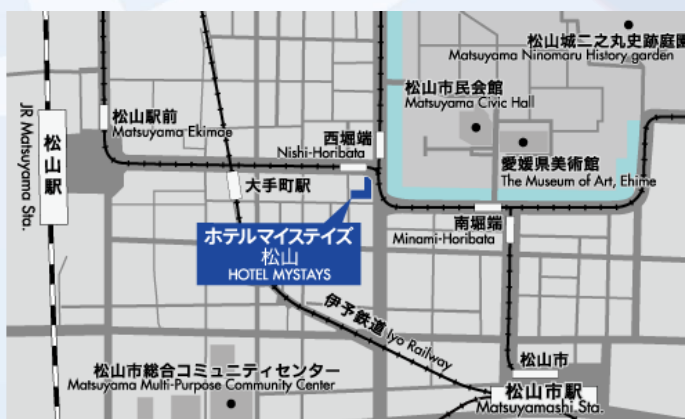 松山城二之丸史跡庭園
Matsuyama Ninomaru History garden
松山市民会館
Matsuyama Civic Hall
松山駅前
Matsuyama Ekimae
西堀端
Nishi-Horibata
愛媛県美術館
The Museum of Art, Ehime
JR Matsuyama Sta.
松山駅
大手町駅
南堀端
Minami-Horibata
ホテルマイステイズ
松山
HOTEL MYSTAYS
伊予鉄道 Iyo Railway
松山市総合コミュニティセンター
Matsuyama Multi-Purpose Community Center
松山市
松山市駅
Matsuyamashi Sta.